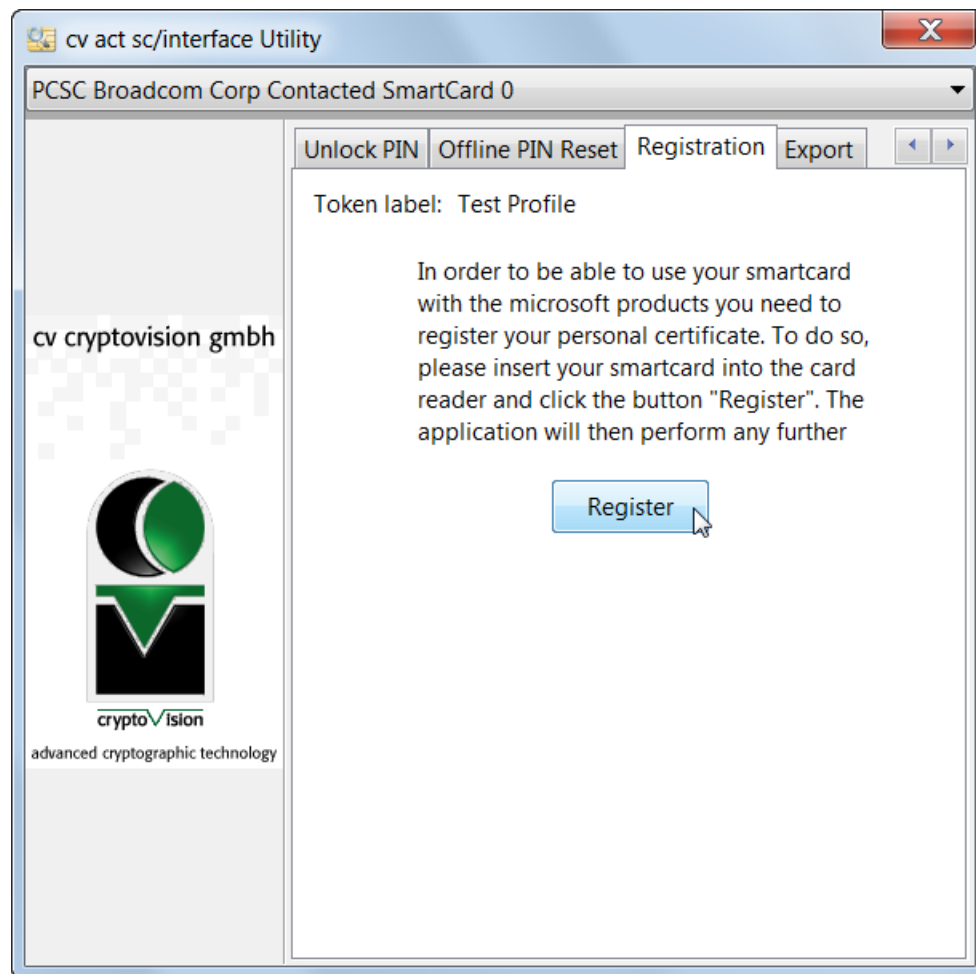 cv act sc/interface Utility
PCSC Broadcom Corp Contacted SmartCard 0
Unlock PIN Offline PIN Reset Registration Export
Token label: Test Profile
In order to be able to use your smartcard
with the microsoft products you need to
register your personal certificate. To do so,
please insert your smartcard into the card
reader and click the button "Register". The
application will then perform any further
Register
cv cryptovision gmbh
cryptoVision
advanced cryptographic technology